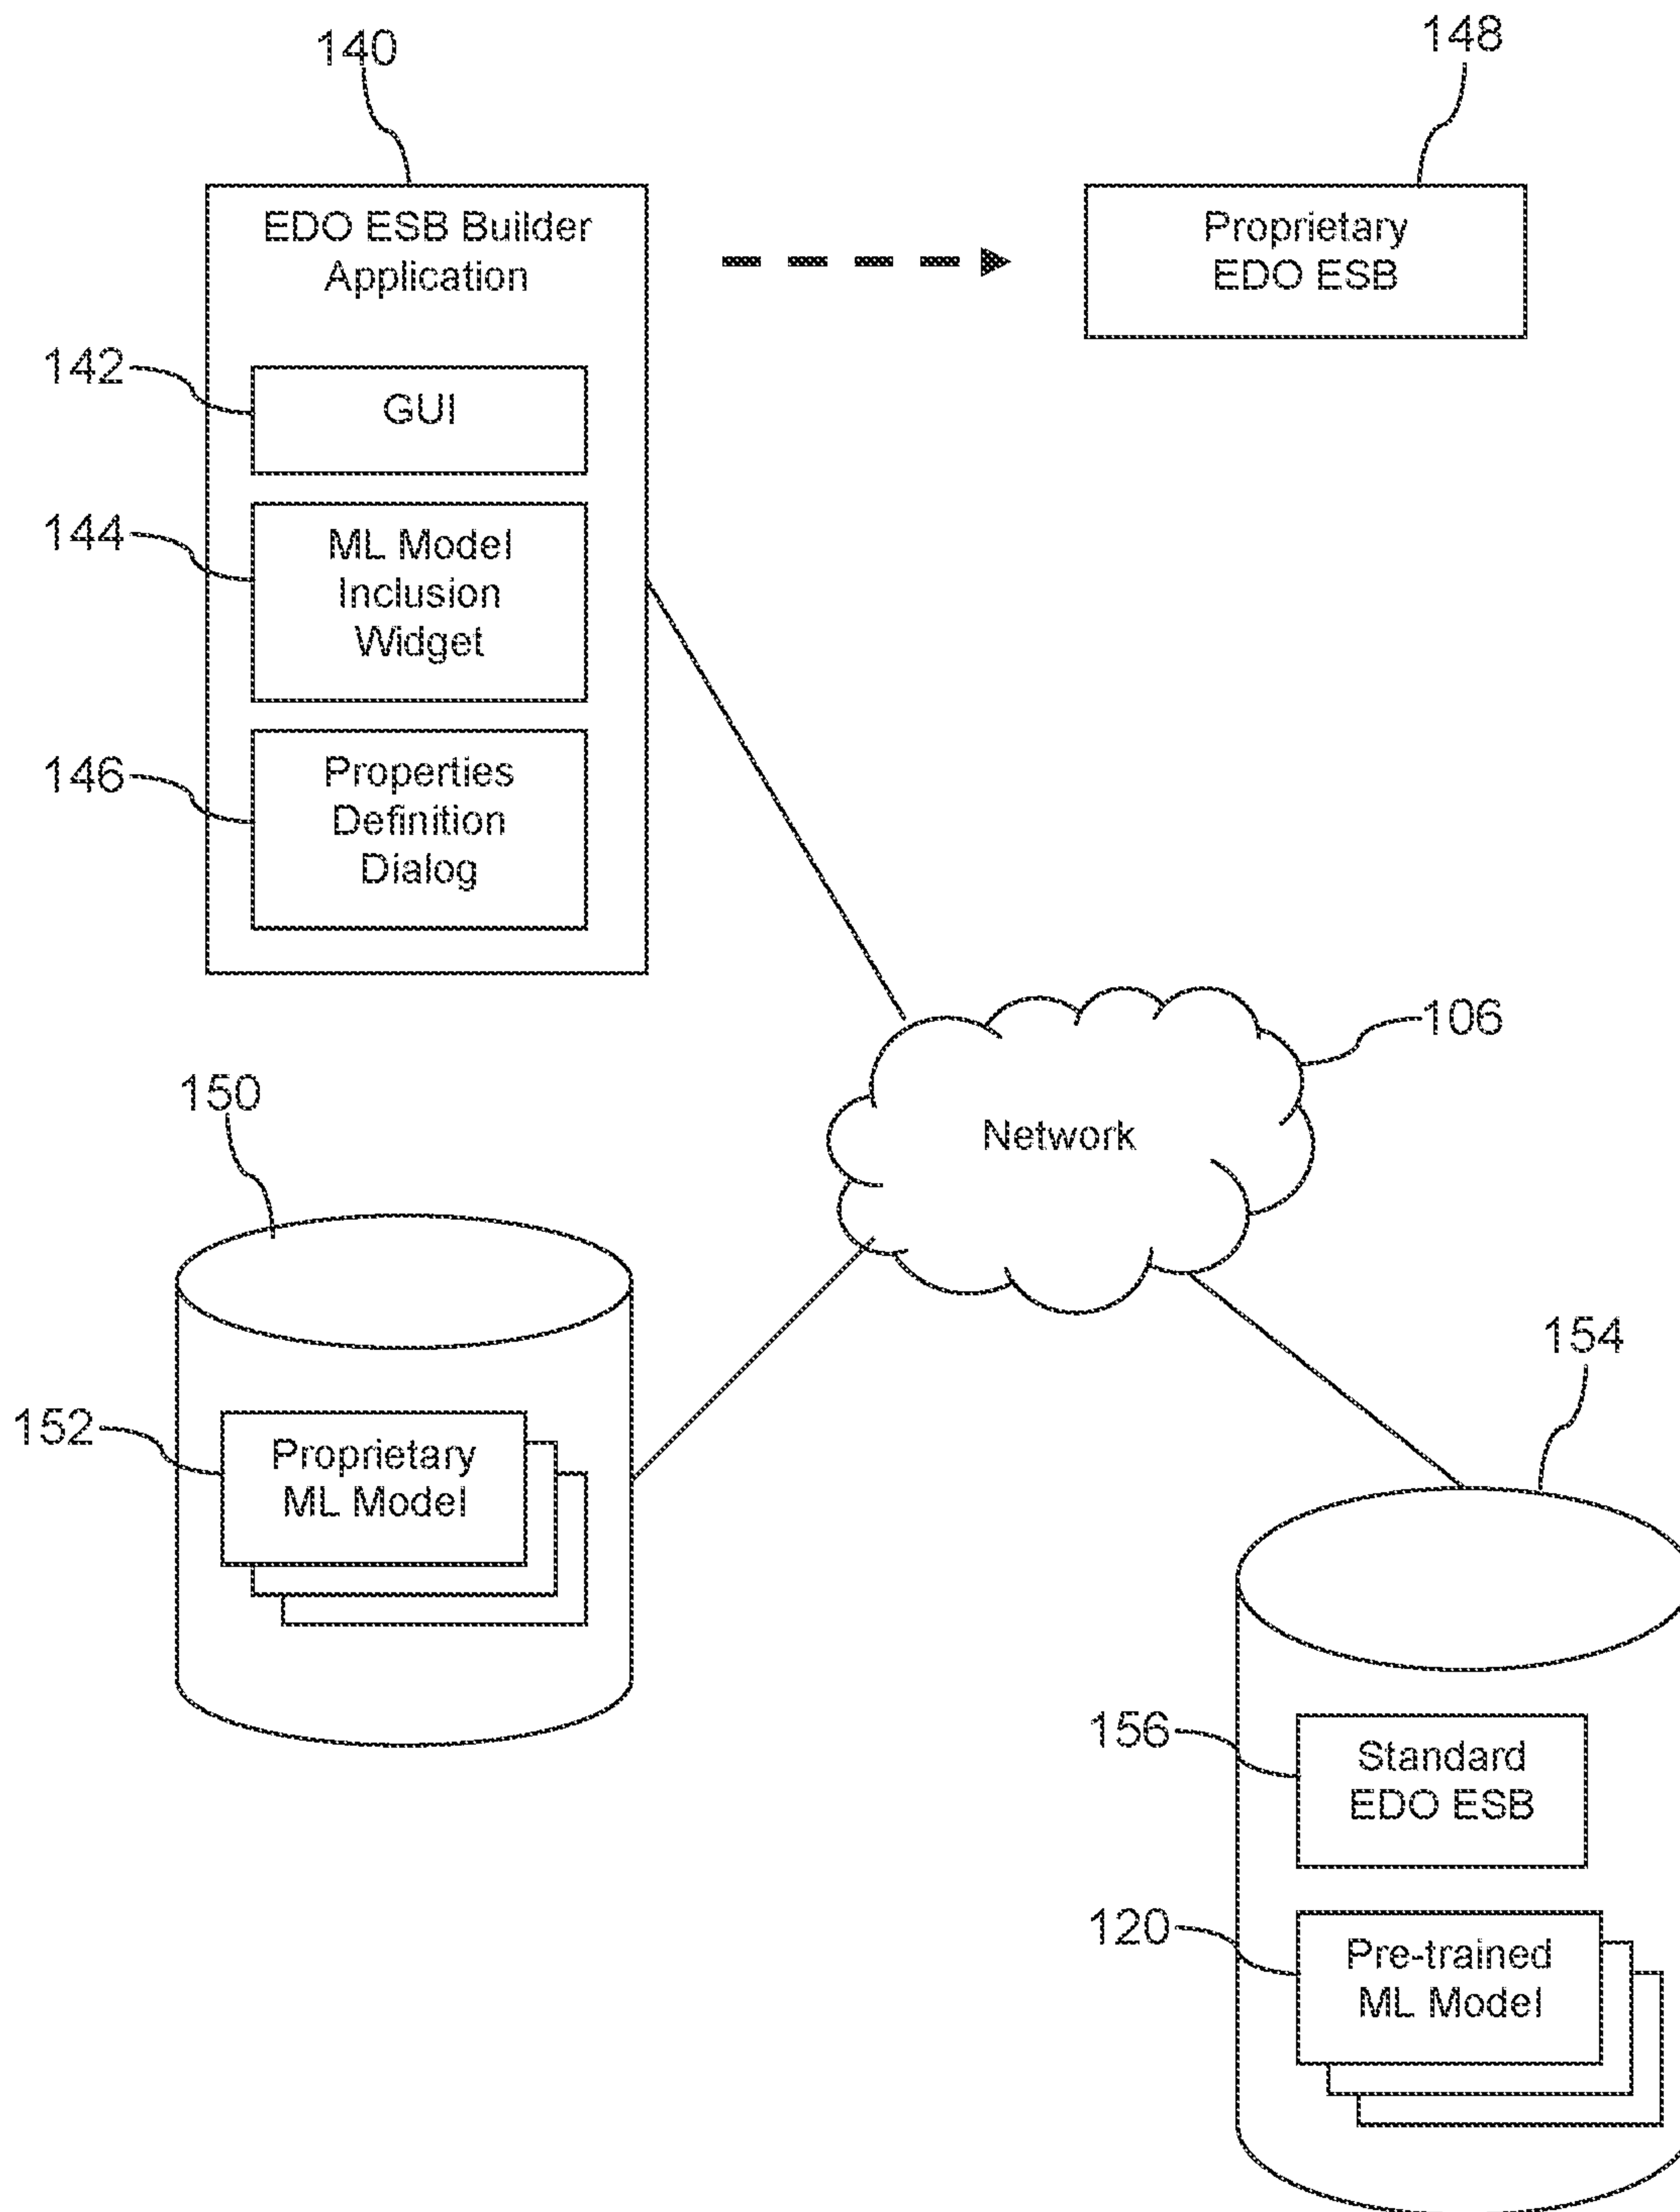 140
148
EDO ESB Builder
Application
Proprietary
EDO ESB
142
GUI
144
ML Model
Inclusion
Widget
146
Properties
Definition
Dialog
106
Network
150
154
152
Proprietary
ML Model
156
Standard
EDO ESB
120
Pre-trained
ML Model